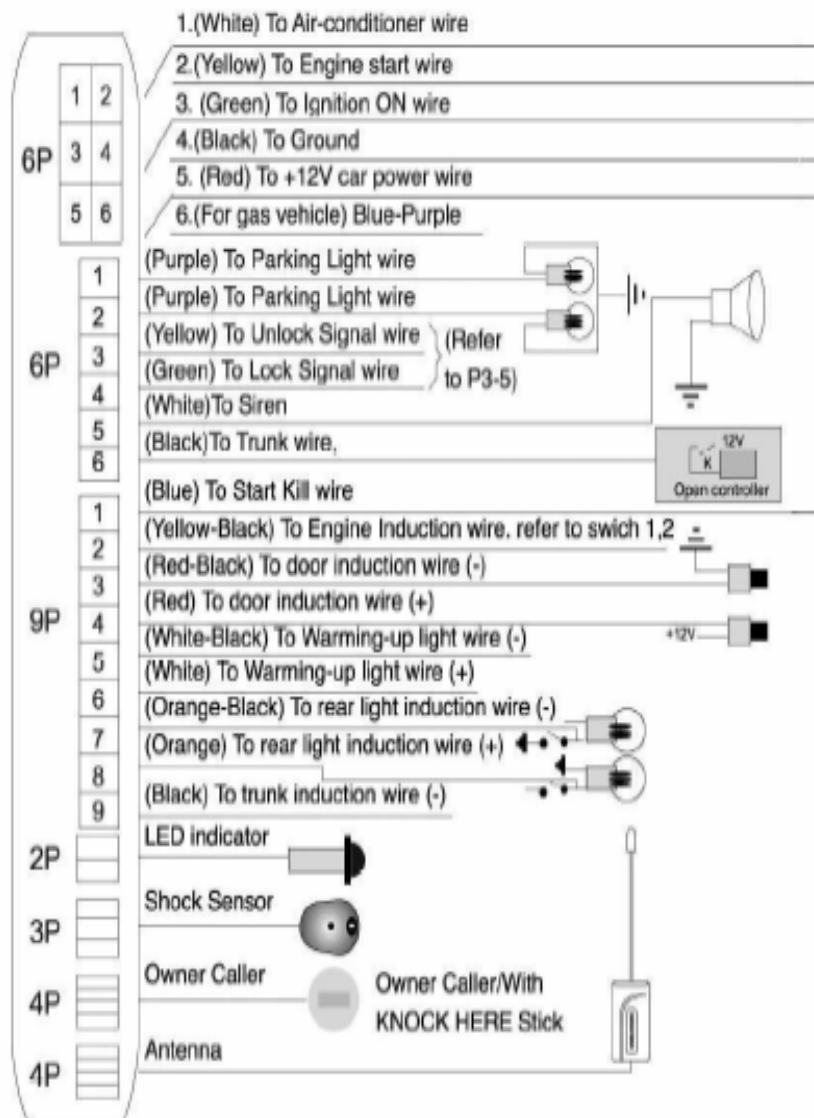 1.(White) To Air-conditioner wire
2.(Yellow) To Engine start wire
3. (Green) To Ignition ON wire
4.(Black) To Ground
5. (Red) To +12V car power wire
6.(For gas vehicle) Blue-Purple
6P
1 2
3 4
5 6
(Purple) To Parking Light wire
(Purple) To Parking Light wire
(Yellow) To Unlock Signal wire
(Green) To Lock Signal wire
(Refer
to P3-5)
(White)To Siren
(Black)To Trunk wire,
6P
1
2
3
4
5
6
12V
K
Open controller
(Blue) To Start Kill wire
(Yellow-Black) To Engine Induction wire. refer to swich 1,2
(Red-Black) To door induction wire (-)
(Red) To door induction wire (+)
+12V
(White-Black) To Warming-up light wire (-)
(White) To Warming-up light wire (+)
(Orange-Black) To rear light induction wire (-)
(Orange) To rear light induction wire (+)
(Black) To trunk induction wire (-)
9P
1
2
3
4
5
6
7
8
9
2P
LED indicator
3P
Shock Sensor
4P
Owner Caller
Owner Caller/With
KNOCK HERE Stick
4P
Antenna